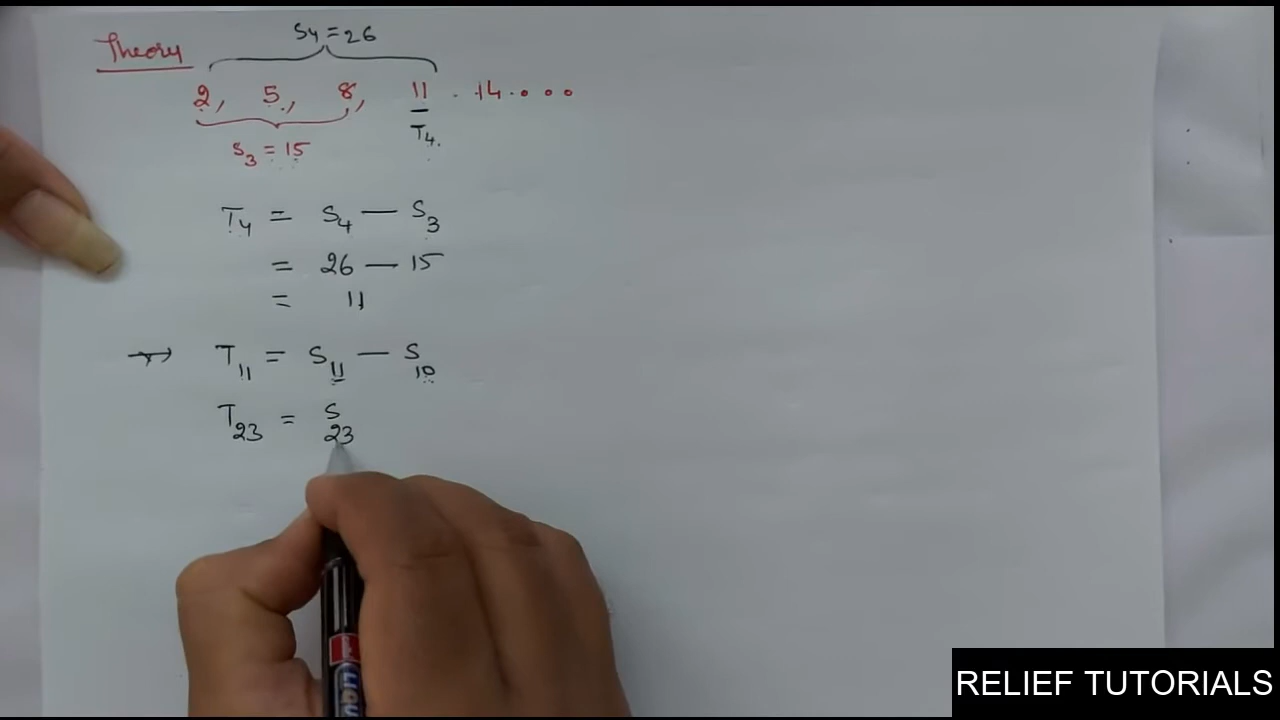 S4 = 26
Theory
2, 5, 8, 11 . 14 . . . .
S3 = 15
T4.
T4 = S4 — S3
= 26 — 15
= 11
→ T11 = S11 — S10
T23 = S23
LIQU
RELIEF TUTORIALS